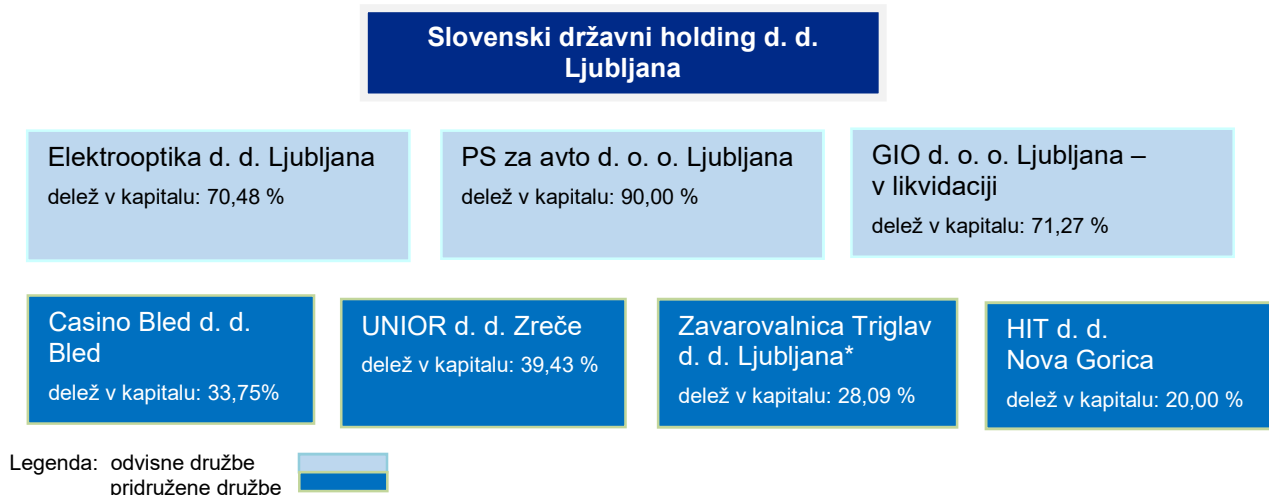 Slovenski državni holding d. d.
Ljubljana
Elektrooptika d. d. Ljubljana
delež v kapitalu: 70,48 %
PS za avto d. o. o. Ljubljana
delež v kapitalu: 90,00 %
GIO d. o. o. Ljubljana –
v likvidaciji
delež v kapitalu: 71,27 %
Casino Bled d. d.
Bled
delež v kapitalu: 33,75%
UNIOR d. d. Zreče
delež v kapitalu: 39,43 %
Zavarovalnica Triglav
d. d. Ljubljana*
delež v kapitalu: 28,09 %
HIT d. d.
Nova Gorica
delež v kapitalu: 20,00 %
Legenda: odvisne družbe
pridružene družbe